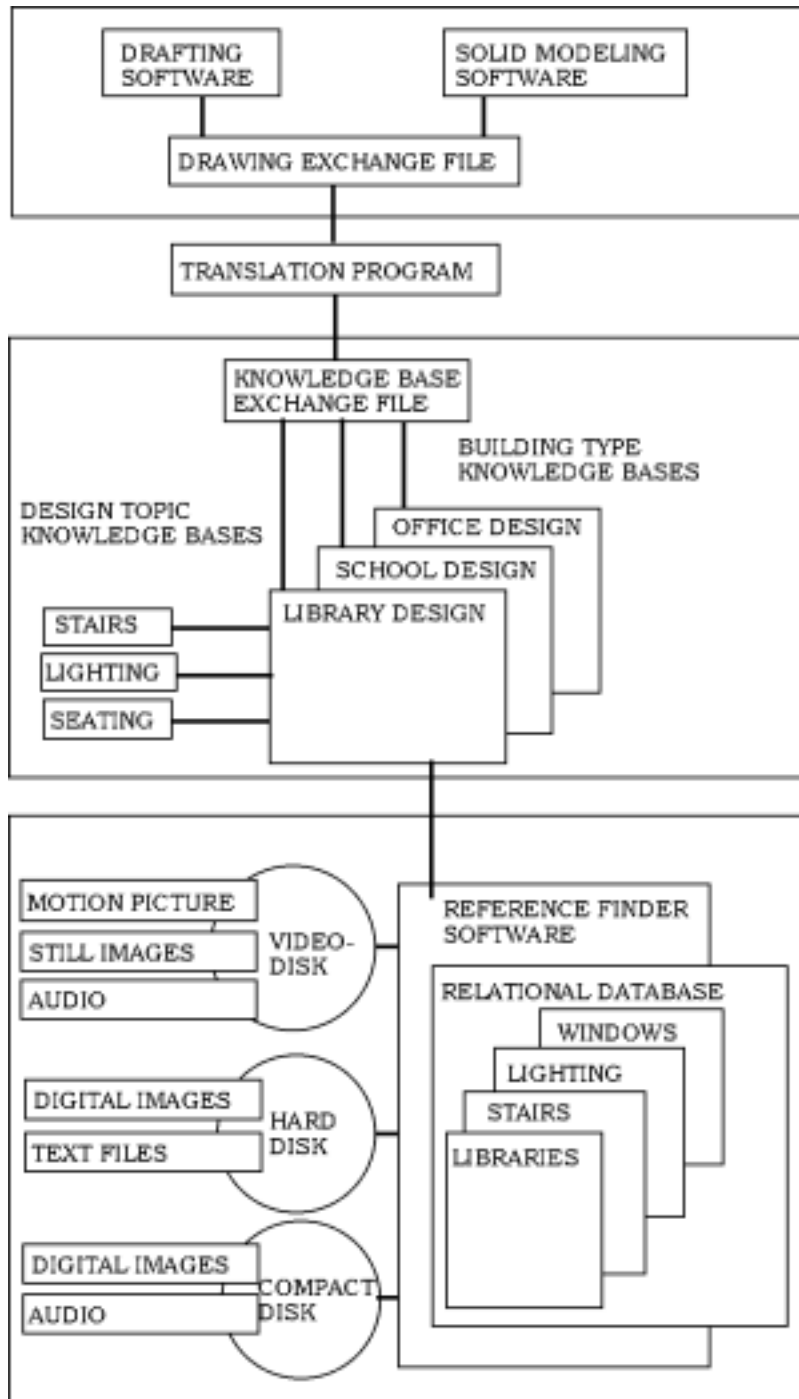 DRAFTING
SOFTWARE
SOLID MODELING
SOFTWARE
DRAWING EXCHANGE FILE
TRANSLATION PROGRAM
KNOWLEDGE BASE
EXCHANGE FILE
BUILDING TYPE
KNOWLEDGE BASES
DESIGN TOPIC
KNOWLEDGE BASES
OFFICE DESIGN
SCHOOL DESIGN
LIBRARY DESIGN
STAIRS
LIGHTING
SEATING
MOTION PICTURE
STILL IMAGES
AUDIO
VIDEO-
DISK
DIGITAL IMAGES
TEXT FILES
HARD
DISK
DIGITAL IMAGES
AUDIO
COMPACT
DISK
REFERENCE FINDER
SOFTWARE
RELATIONAL DATABASE
WINDOWS
LIGHTING
STAIRS
LIBRARIES